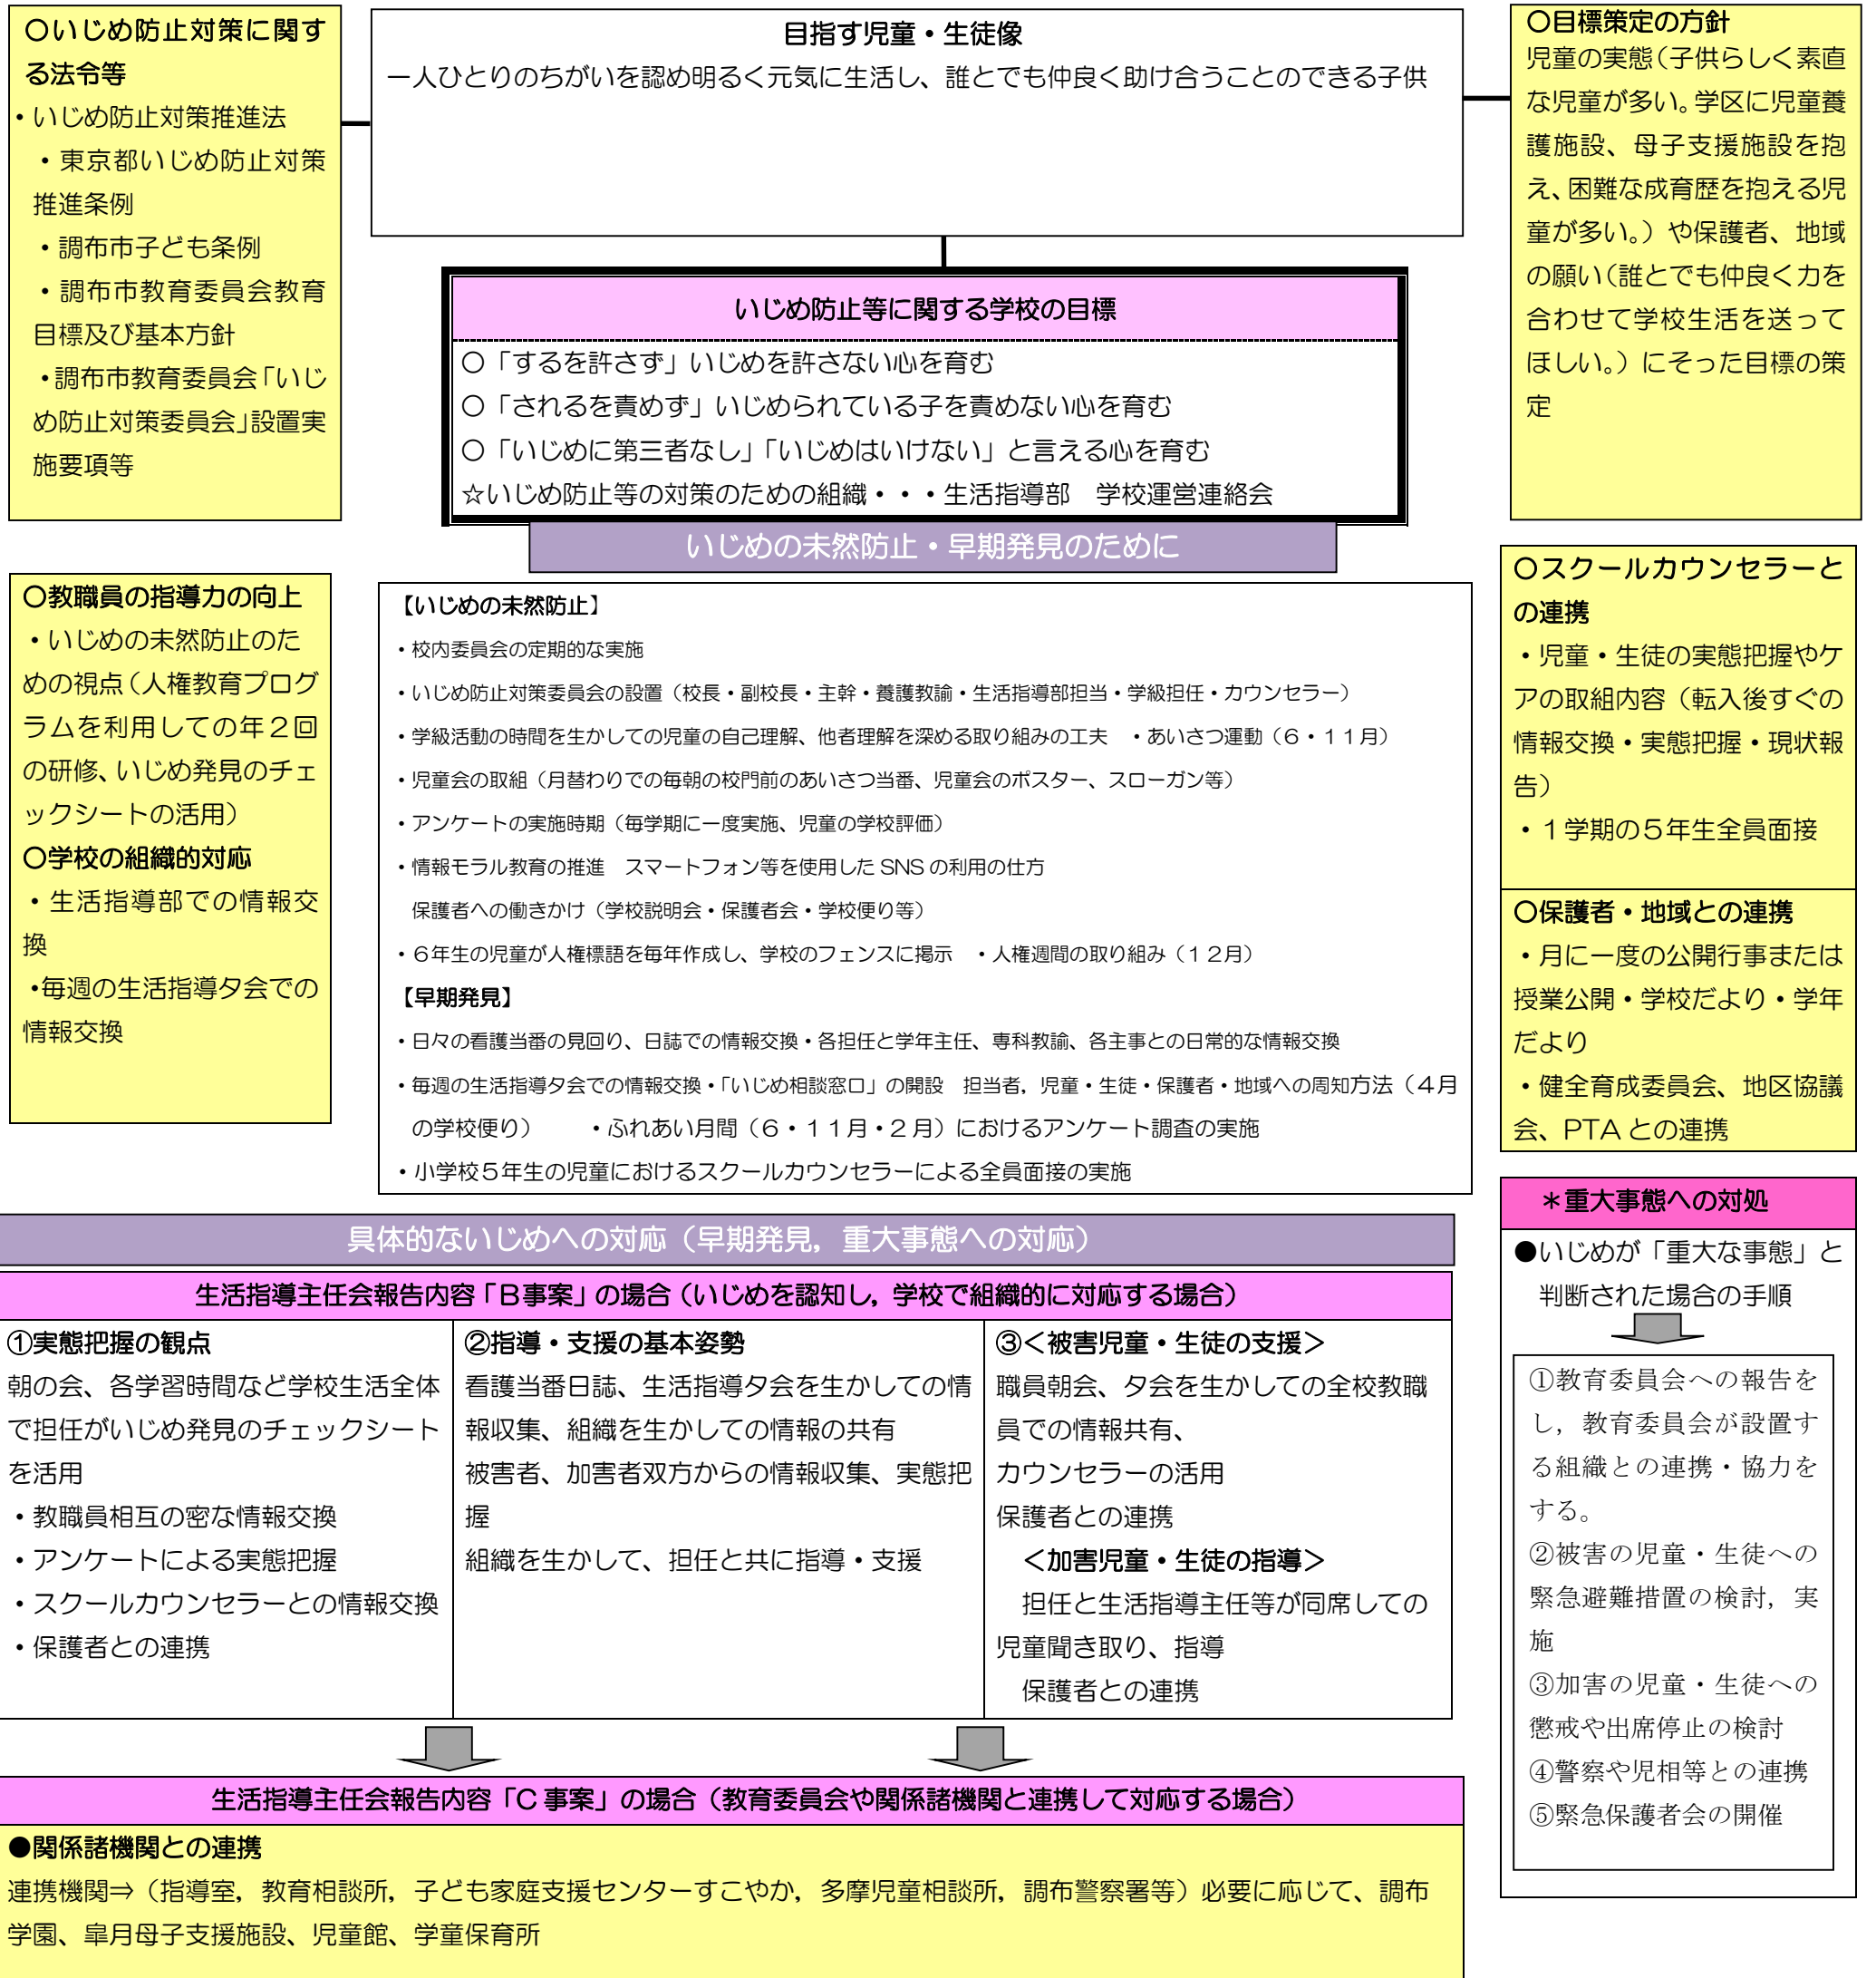 〇いじめ防止対策に関す
る法令等
・いじめ防止対策推進法
・東京都いじめ防止対策
推進条例
・調布市子ども条例
・調布市教育委員会教育
目標及び基本方針
・調布市教育委員会「いじ
め防止対策委員会」設置実
施要項等
目指す児童・生徒像
一人ひとりのちがいを認め明るく元気に生活し、誰とでも仲良く助け合うことのできる子供
〇目標策定の方針
児童の実態（子供らしく素直
な児童が多い。学区に児童養
護施設、母子支援施設を抱
え、困難な成育歴を抱える児
童が多い。）や保護者、地域
の願い（誰とでも仲良く力を
合わせて学校生活を送って
ほしい。）にそった目標の策
定
いじめ防止等に関する学校の目標
〇「するを許さず」いじめを許さない心を育む
〇「されるを責めず」いじめられている子を責めない心を育む
〇「いじめに第三者なし」「いじめはいけない」と言える心を育む
☆いじめ防止等の対策のための組織・・・生活指導部　学校運営連絡会
いじめの未然防止・早期発見のために
〇教職員の指導力の向上
・いじめの未然防止のた
めの視点（人権教育プログ
ラムを利用しての年２回
の研修、いじめ発見のチェ
ックシートの活用）
〇学校の組織的対応
・生活指導部での情報交
換
・毎週の生活指導夕会での
情報交換
【いじめの未然防止】
・校内委員会の定期的な実施
・いじめ防止対策委員会の設置（校長・副校長・主幹・養護教諭・生活指導部担当・学級担任・カウンセラー）
・学級活動の時間を生かしての児童の自己理解、他者理解を深める取り組みの工夫　・あいさつ運動（６・１１月）
・児童会の取組（月替わりでの毎朝の校門前のあいさつ当番、児童会のポスター、スローガン等）
・アンケートの実施時期（毎学期に一度実施、児童の学校評価）
・情報モラル教育の推進　スマートフォン等を使用した SNS の利用の仕方
保護者への働きかけ（学校説明会・保護者会・学校便り等）
・６年生の児童が人権標語を毎年作成し、学校のフェンスに掲示　・人権週間の取り組み（１２月）
【早期発見】
・日々の看護当番の見回り、日誌での情報交換・各担任と学年主任、専科教諭、各主事との日常的な情報交換
・毎週の生活指導夕会での情報交換・「いじめ相談窓口」の開設　担当者，児童・生徒・保護者・地域への周知方法（４月
の学校便り）　　・ふれあい月間（６・１１月・２月）におけるアンケート調査の実施
・小学校５年生の児童におけるスクールカウンセラーによる全員面接の実施
〇スクールカウンセラーと
の連携
・児童・生徒の実態把握やケ
アの取組内容（転入後すぐの
情報交換・実態把握・現状報
告）
・１学期の５年生全員面接
〇保護者・地域との連携
・月に一度の公開行事または
授業公開・学校だより・学年
だより
・健全育成委員会、地区協議
会、PTA との連携
具体的ないじめへの対応（早期発見，重大事態への対応）
生活指導主任会報告内容「Ｂ事案」の場合（いじめを認知し，学校で組織的に対応する場合）
①実態把握の観点
朝の会、各学習時間など学校生活全体
で担任がいじめ発見のチェックシート
を活用
・教職員相互の密な情報交換
・アンケートによる実態把握
・スクールカウンセラーとの情報交換
・保護者との連携
②指導・支援の基本姿勢
看護当番日誌、生活指導夕会を生かしての情
報収集、組織を生かしての情報の共有
被害者、加害者双方からの情報収集、実態把
握
組織を生かして、担任と共に指導・支援
③＜被害児童・生徒の支援＞
職員朝会、夕会を生かしての全校教職
員での情報共有、
カウンセラーの活用
保護者との連携
＜加害児童・生徒の指導＞
担任と生活指導主任等が同席しての
児童聞き取り、指導
保護者との連携
生活指導主任会報告内容「C 事案」の場合（教育委員会や関係諸機関と連携して対応する場合）
●関係諸機関との連携
連携機関⇒（指導室，教育相談所，子ども家庭支援センターすこやか，多摩児童相談所，調布警察署等）必要に応じて、調布
学園、皐月母子支援施設、児童館、学童保育所
＊重大事態への対処
●いじめが「重大な事態」と
判断された場合の手順
①教育委員会への報告を
し，教育委員会が設置す
る組織との連携・協力を
する。
②被害の児童・生徒への
緊急避難措置の検討，実
施
③加害の児童・生徒への
懲戒や出席停止の検討
④警察や児相等との連携
⑤緊急保護者会の開催